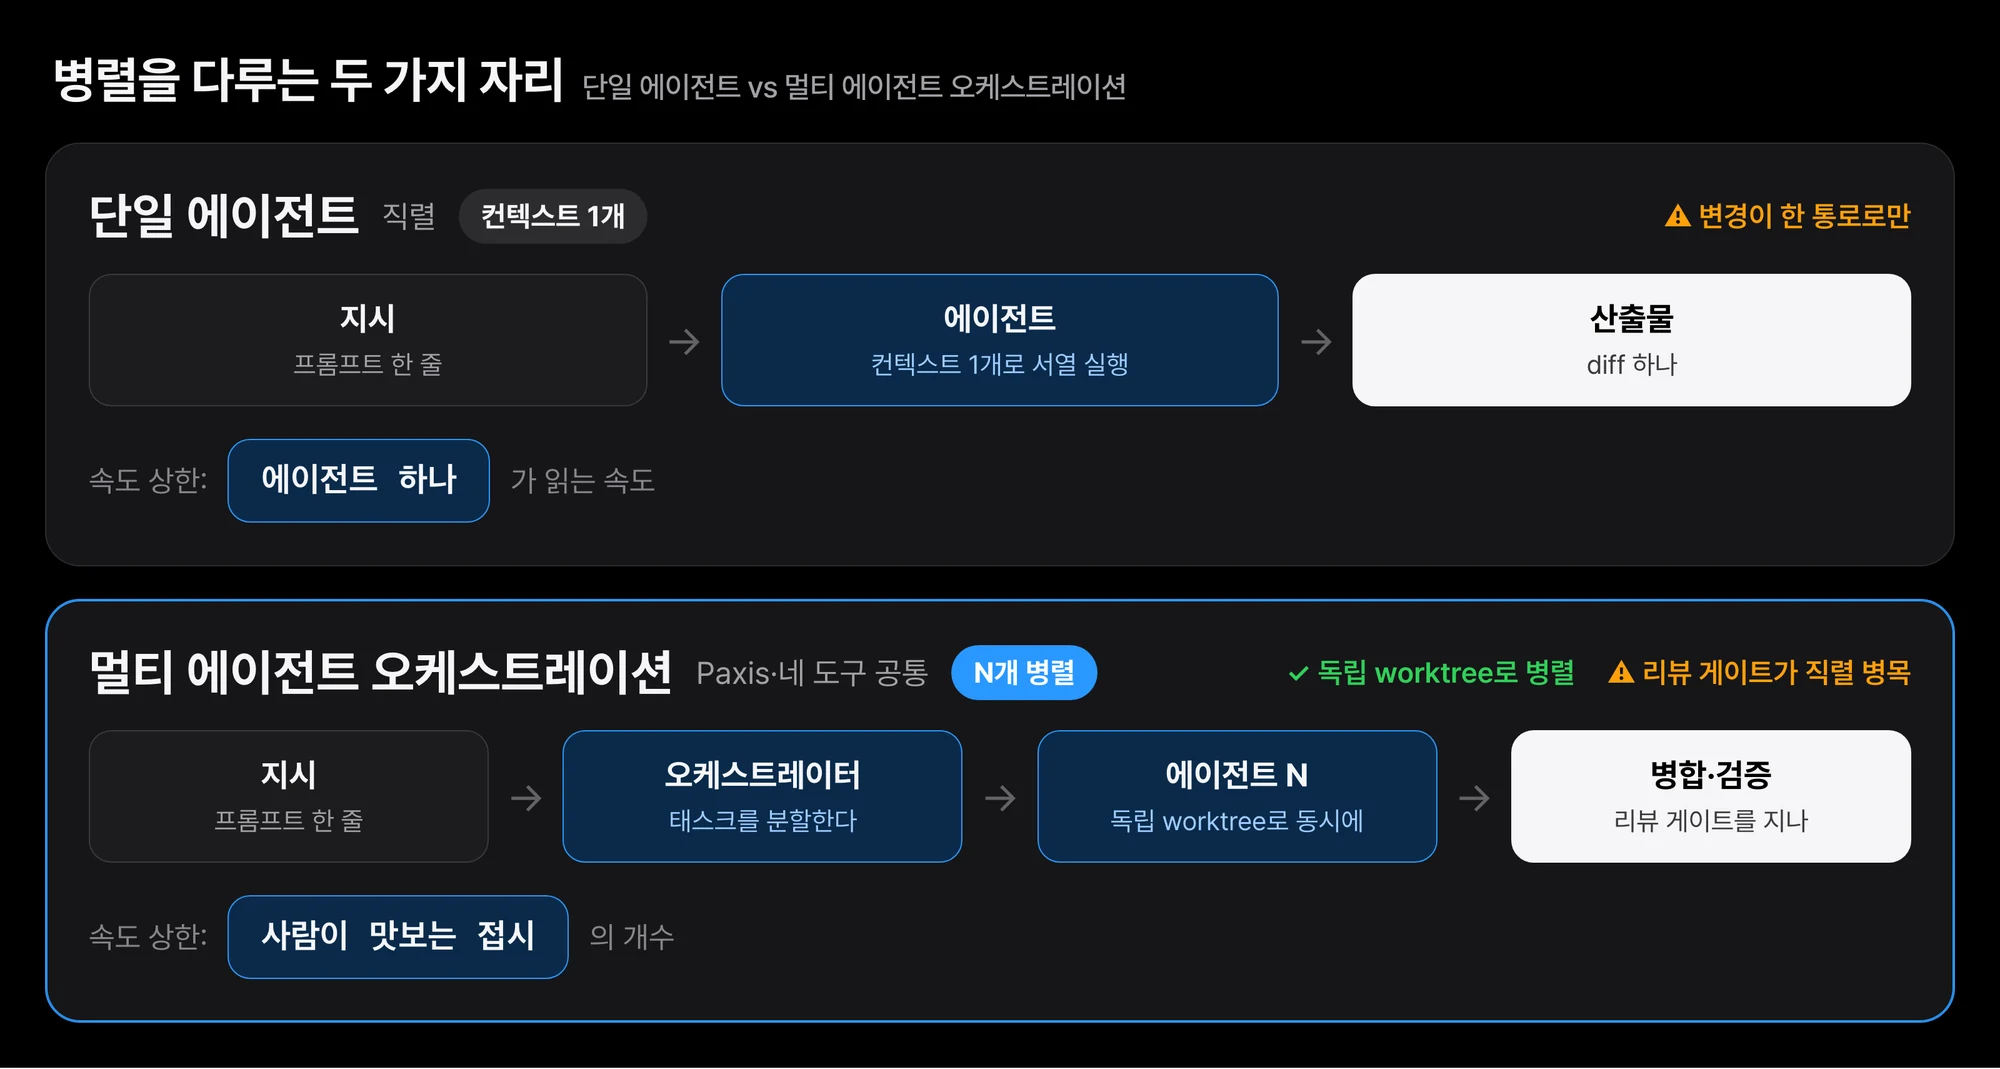 병렬을 다루는 두 가지 자리 단일 에이전트 vs 멀티 에이전트 오케스트레이션
단일 에이전트 직렬 컨텍스트 1개 ⚠ 변경이 한 통로로만
지시
프롬프트 한 줄
→
에이전트
컨텍스트 1개로 서열 실행
→
산출물
diff 하나
속도 상한: 에이전트 하나 가 읽는 속도
멀티 에이전트 오케스트레이션 Paxis·네 도구 공통 N개 병렬 ✓ 독립 worktree로 병렬 ⚠ 리뷰 게이트가 직렬 병목
지시
프롬프트 한 줄
→
오케스트레이터
태스크를 분할한다
→
에이전트 N
독립 worktree로 동시에
→
병합·검증
리뷰 게이트를 지나
속도 상한: 사람이 맛보는 접시 의 개수